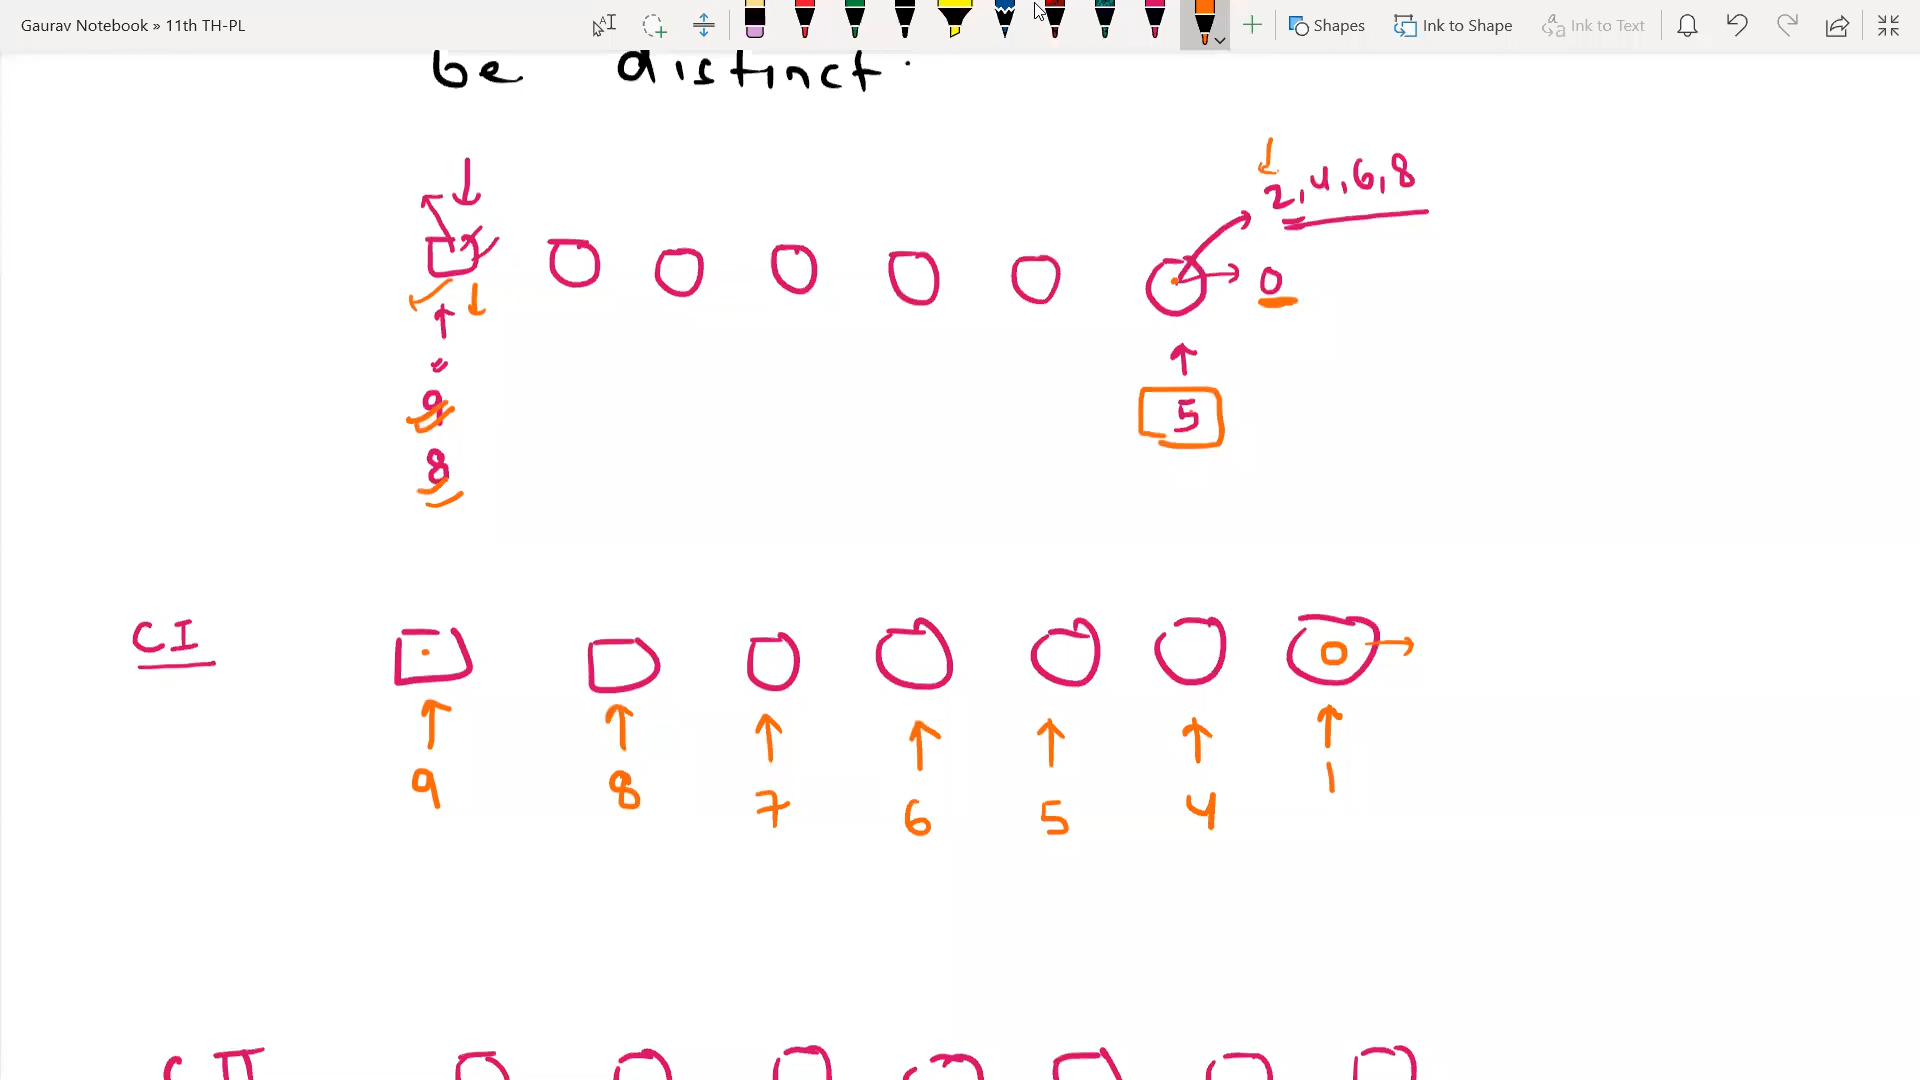 Gaurav Notebook » 11th TH-PL
Shapes
Ink to Shape
Ink to Text
be distinct.
2, 4, 6, 8
0
9
5
8
CI
0
9 8 7 6 5 4 1
CII